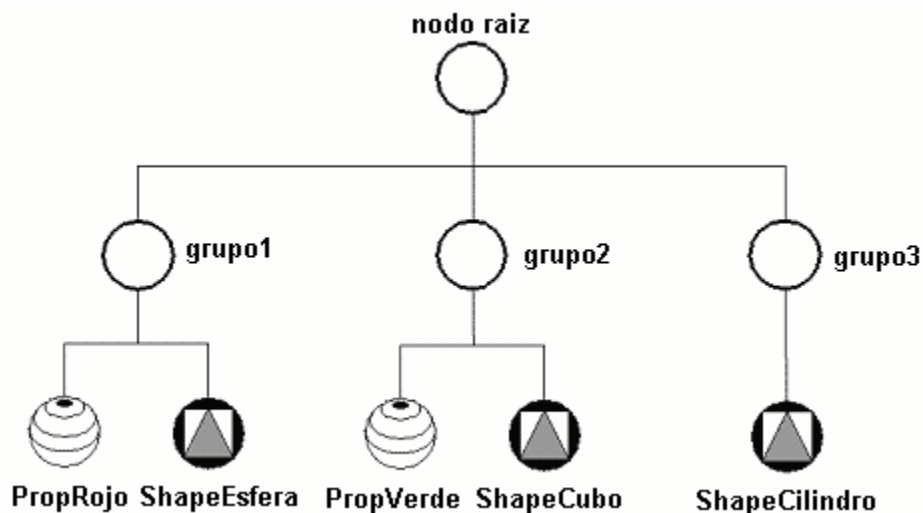 nodo raiz
grupo1
grupo2
grupo3
PropRojo ShapeEsfera PropVerde ShapeCubo ShapeCilindro